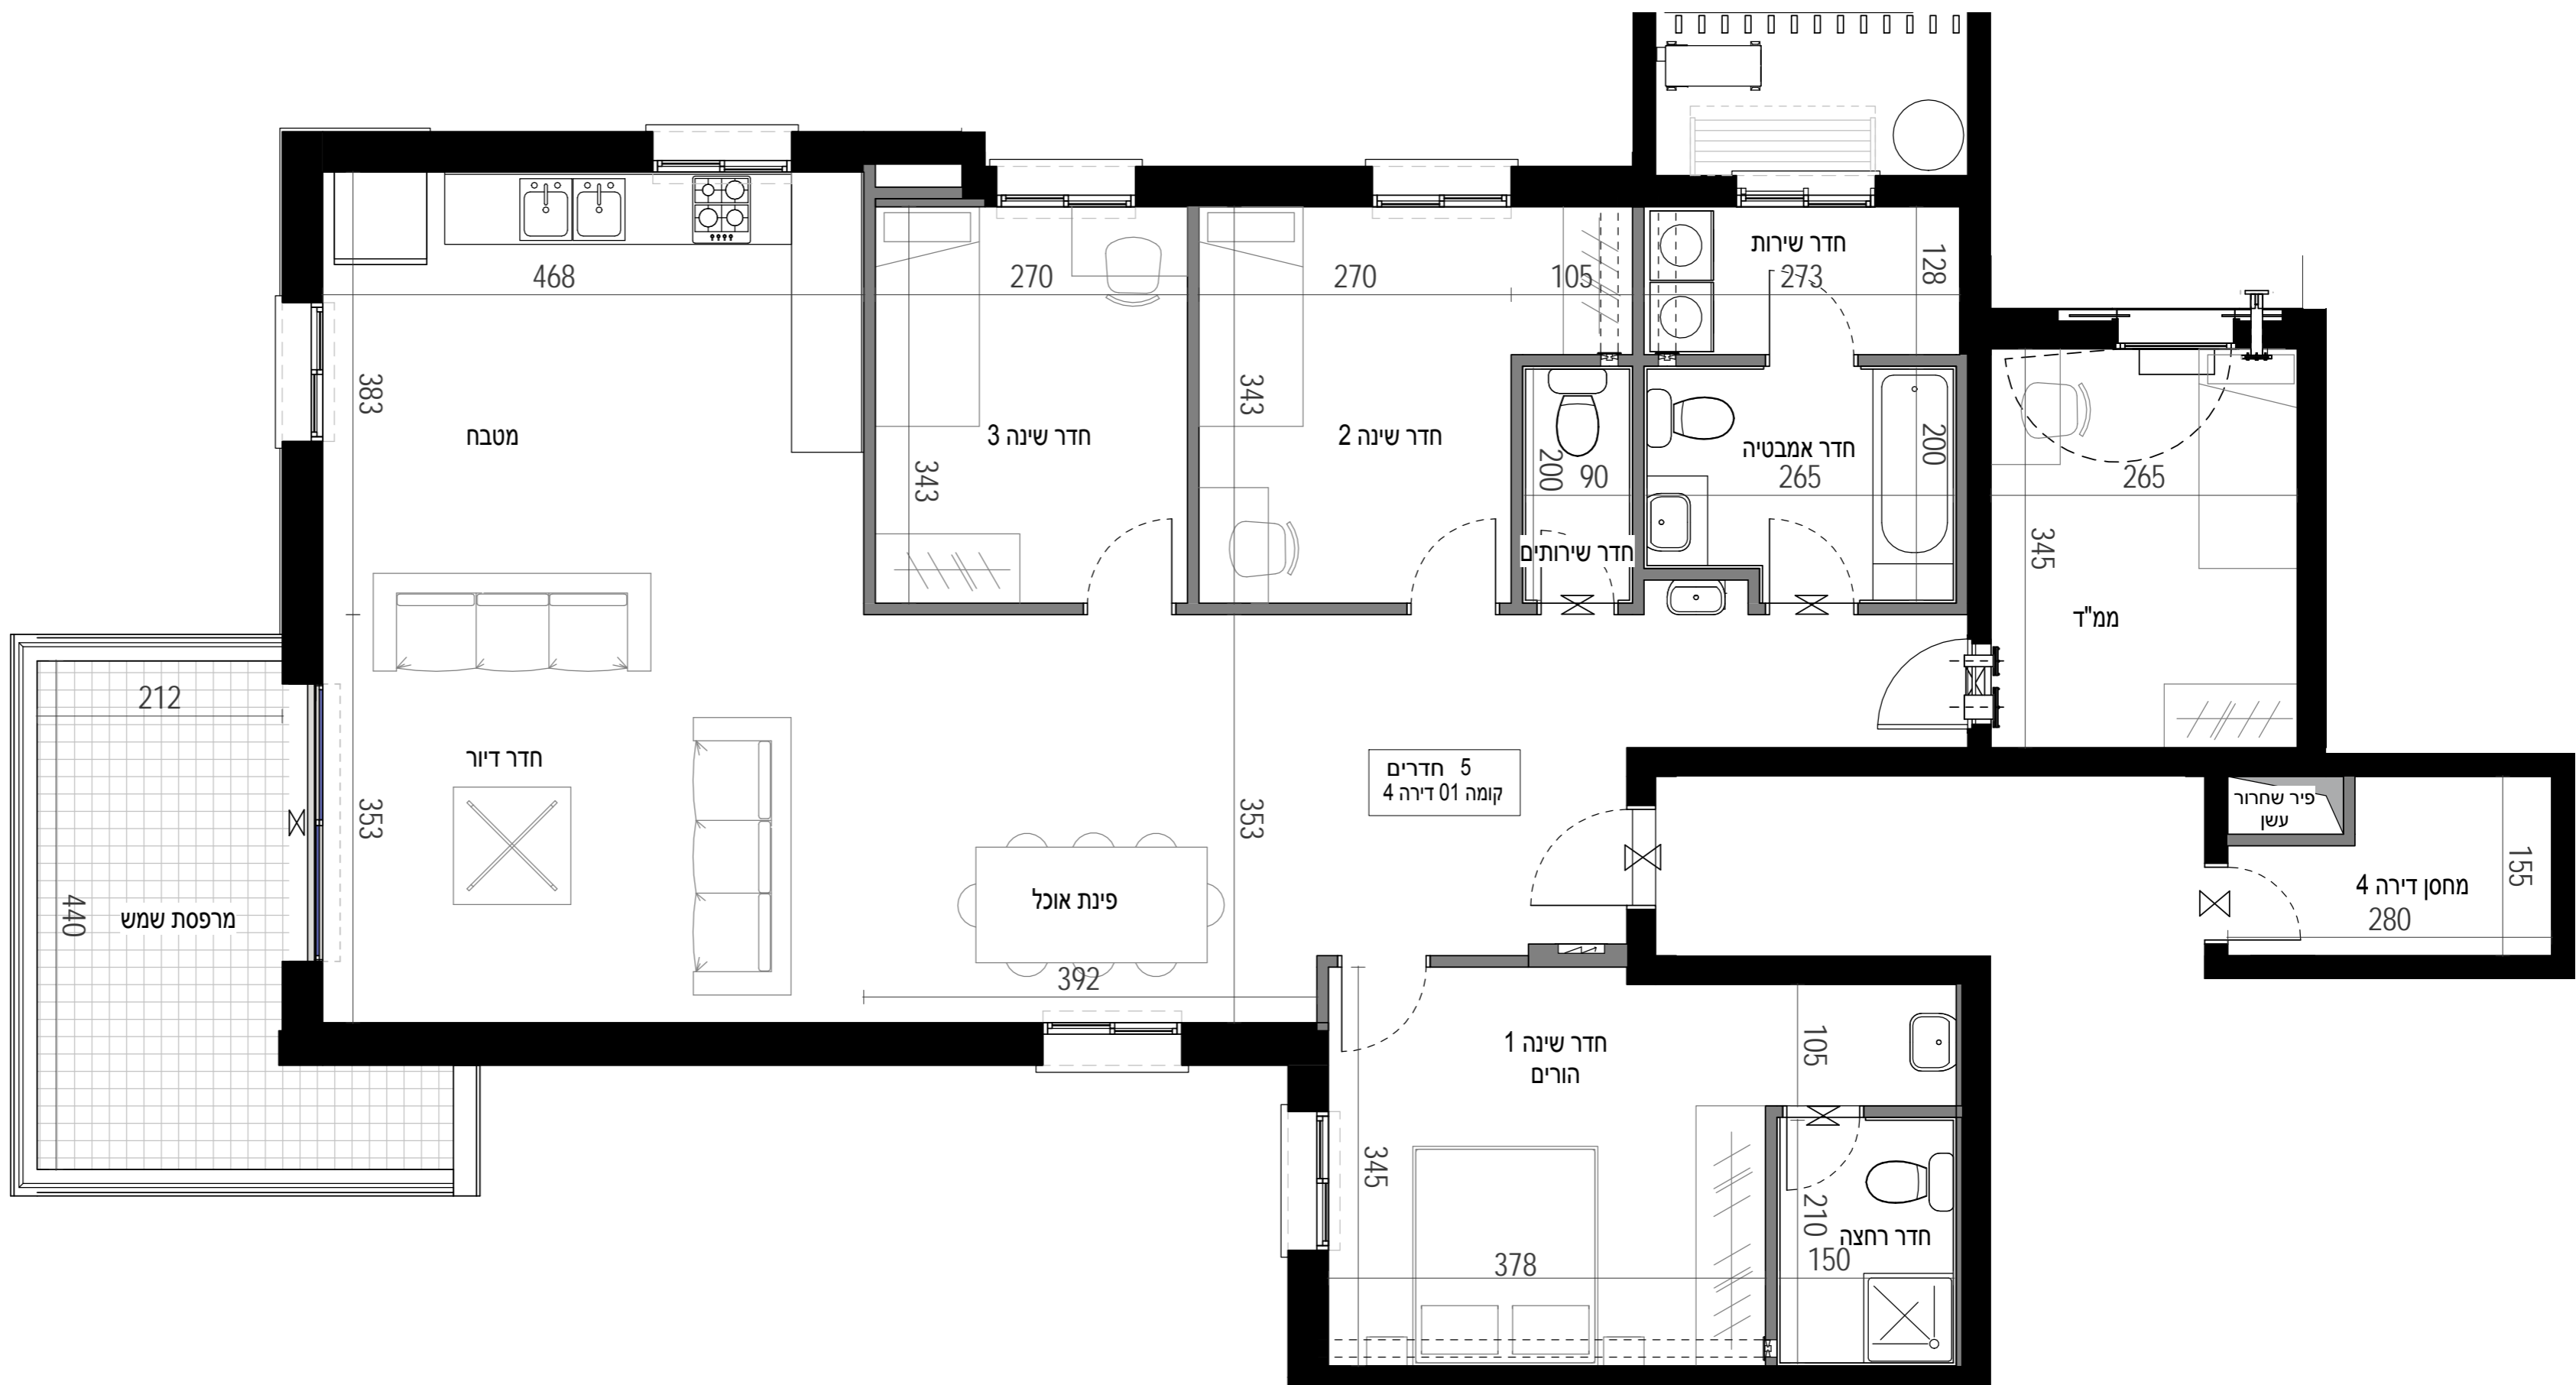 חדר שירות
128
468
270
270
105
273
383
343
מטבח
חדר שינה 3
343
חדר שינה 2
200
90
חדר אמבטיה
265
200
265
345
חדר שירותים
ממ"ד
212
חדר דיור
353
353
5 חדרים
קומה 01 דירה 4
פיר שחרור
עשן
155
מחסן דירה 4
280
440
מרפסת שמש
פינת אוכל
392
חדר שינה 1
הורים
105
345
210
חדר רחצה
378
150